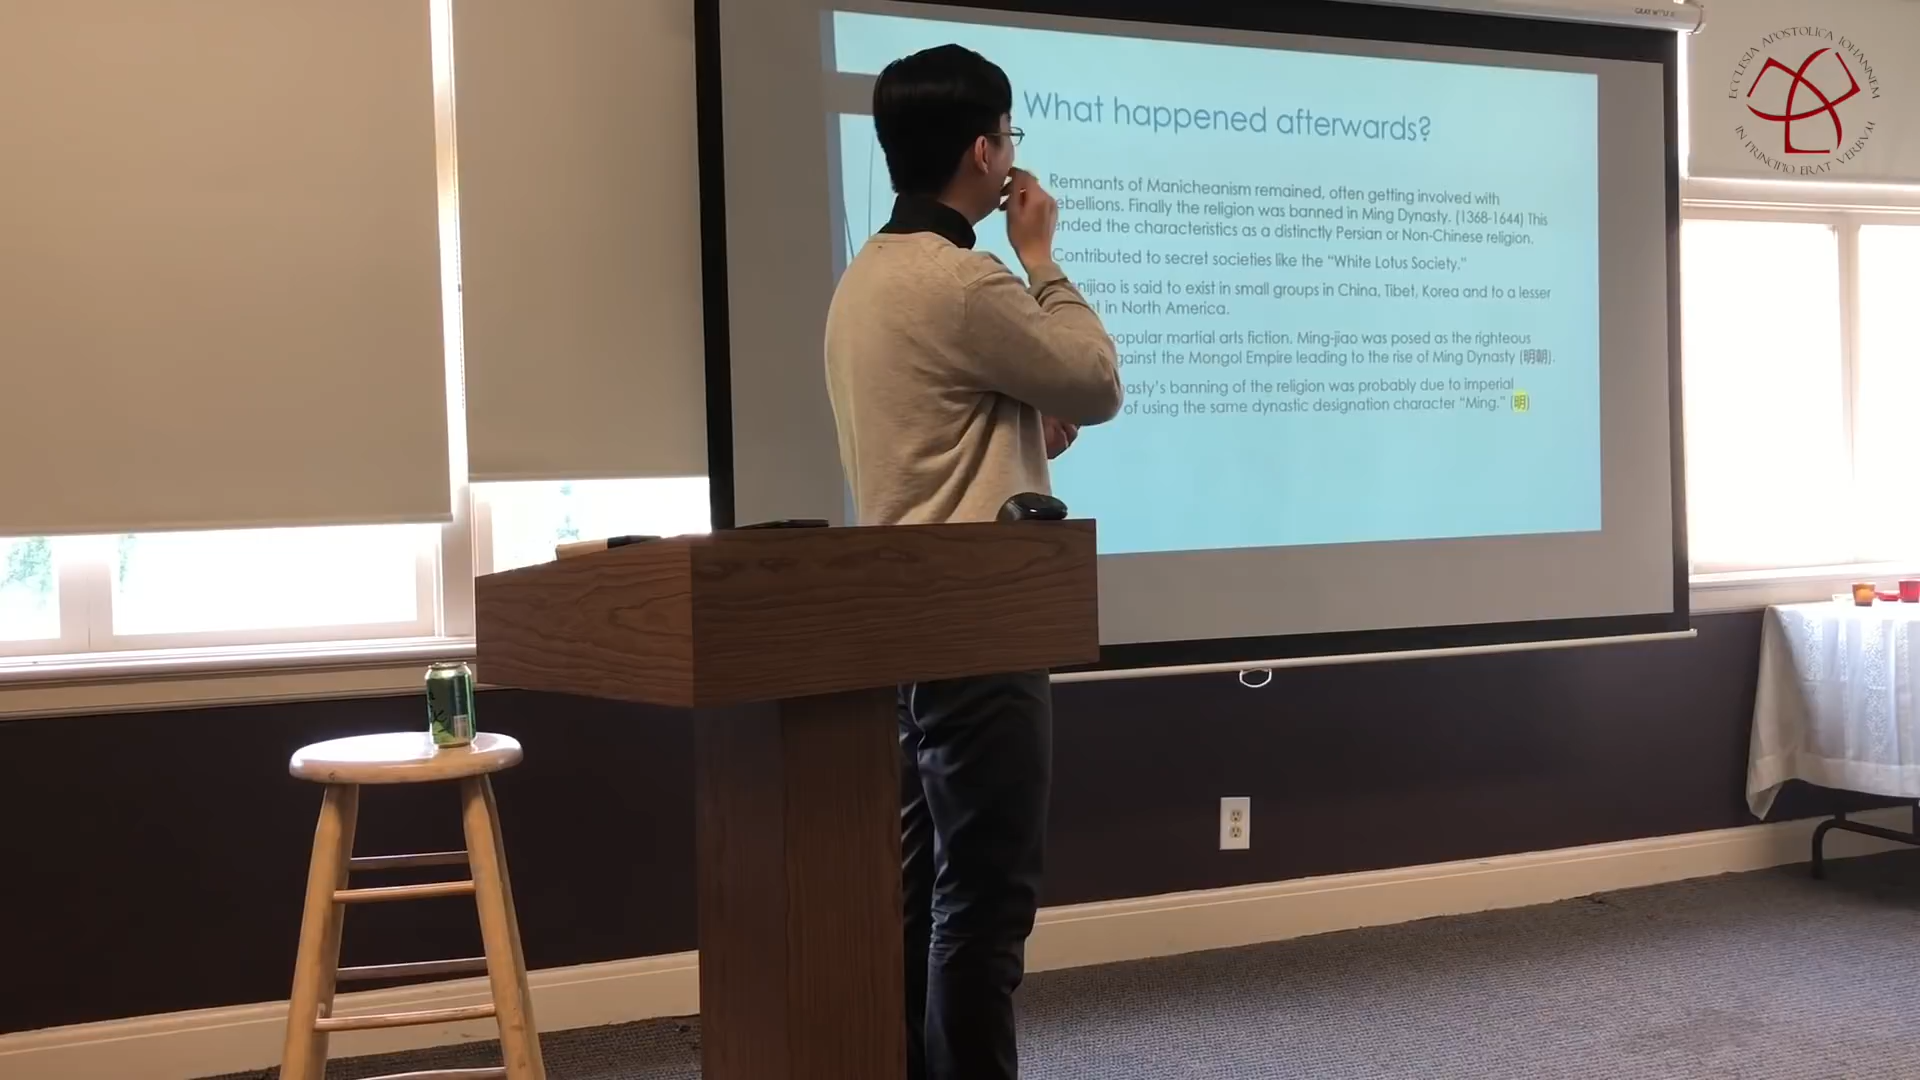 What happened afterwards?
Remnants of Manicheanism remained, often getting involved with
ebellions. Finally the religion was banned in Ming Dynasty. (1368-1644) This
ended the characteristics as a distinctly Persian or Non-Chinese religion.
Contributed to secret societies like the “White Lotus Society.”
nijiao is said to exist in small groups in China, Tibet, Korea and to a lesser
t in North America.
popular martial arts fiction. Ming-jiao was posed as the righteous
gainst the Mongol Empire leading to the rise of Ming Dynasty (明朝).
nasty’s banning of the religion was probably due to imperial
of using the same dynastic designation character “Ming.” (明)
ECCLESIA APOSTOLICA IOHANNEM
IN PRINCIPIO ERAT VERBVM